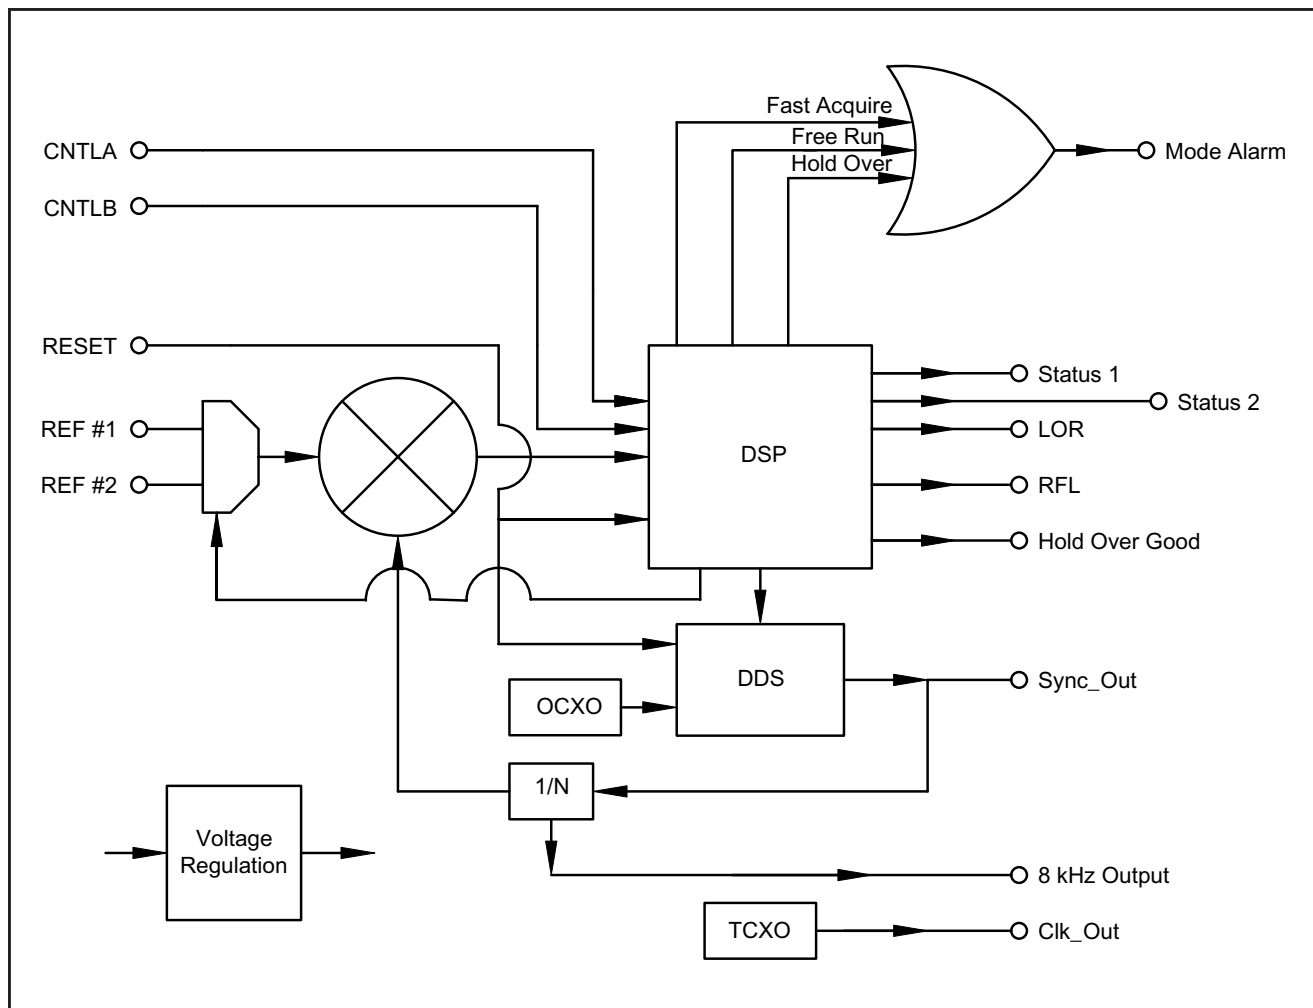 Fast Acquire
Free Run
Hold Over
Mode Alarm
CNTLA
CNTLB
RESET
REF #1
REF #2
DSP
Status 1
Status 2
LOR
RFL
Hold Over Good
DDS
OCXO
Sync_Out
1/N
Voltage
Regulation
8 kHz Output
TCXO
Clk_Out